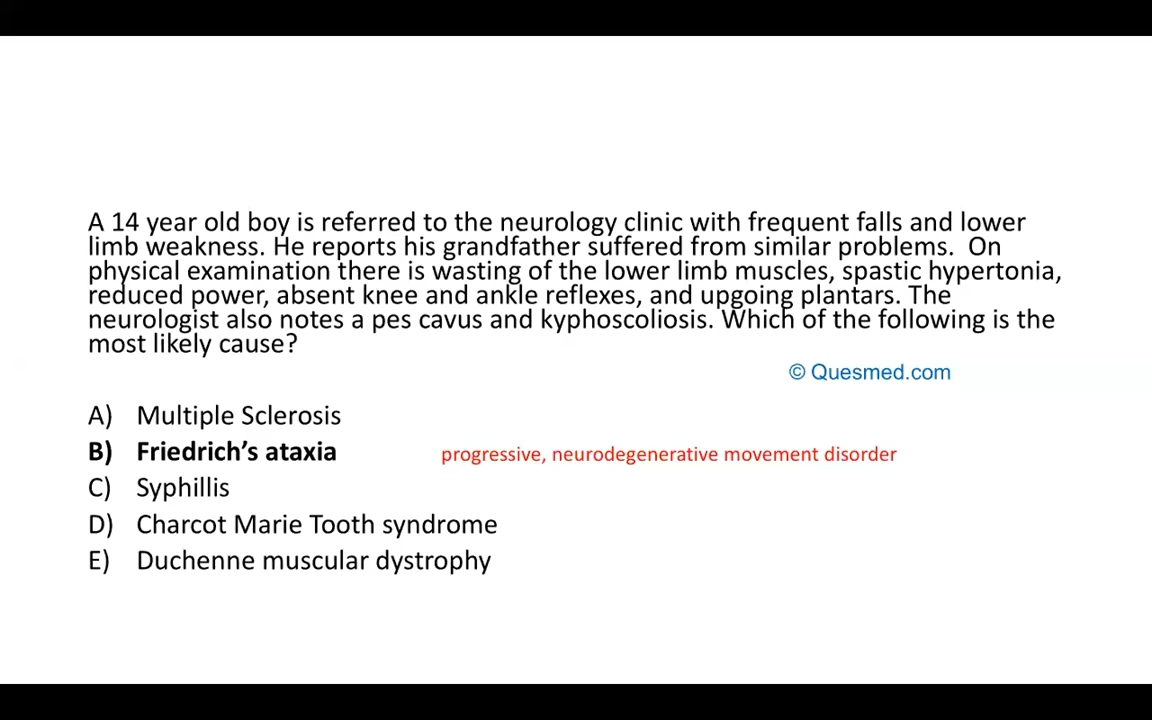 A 14 year old boy is referred to the neurology clinic with frequent falls and lower
limb weakness. He reports his grandfather suffered from similar problems.  On
physical examination there is wasting of the lower limb muscles, spastic hypertonia,
reduced power, absent knee and ankle reflexes, and upgoing plantars. The
neurologist also notes a pes cavus and kyphoscoliosis. Which of the following is the
most likely cause?
© Quesmed.com
A) Multiple Sclerosis
B) Friedrich’s ataxia progressive, neurodegenerative movement disorder
C) Syphillis
D) Charcot Marie Tooth syndrome
E) Duchenne muscular dystrophy